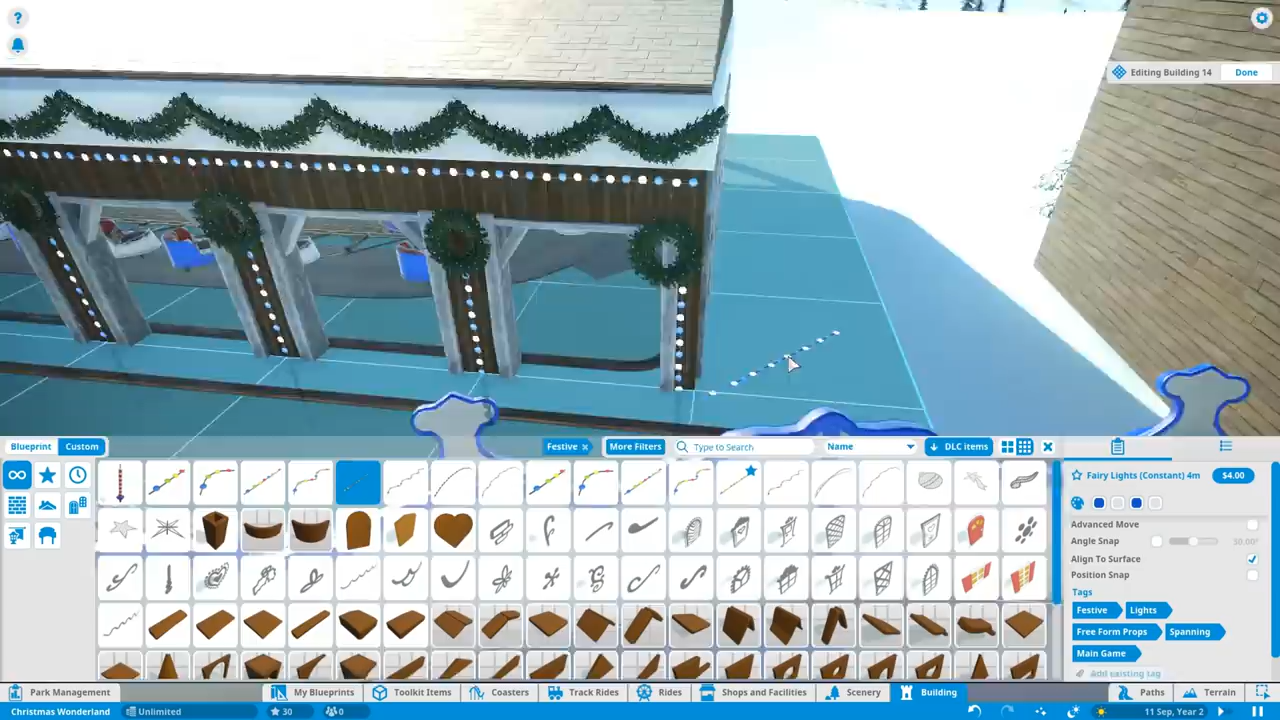 ?
Editing Building 14 Done
Blueprint Custom Festive × More Filters Type to Search Name DLC items
Fairy Lights (Constant) 4m $4.00
Advanced Move
Angle Snap 30.00°
Align To Surface
Position Snap
Tags
Festive Lights
Free Form Props Spanning
Main Game
Add existing tag
Park Management My Blueprints Toolkit Items Coasters Track Rides Rides Shops and Facilities Scenery Building Paths Terrain
Christmas Wonderland Unlimited 30 0 11 Sep, Year 2